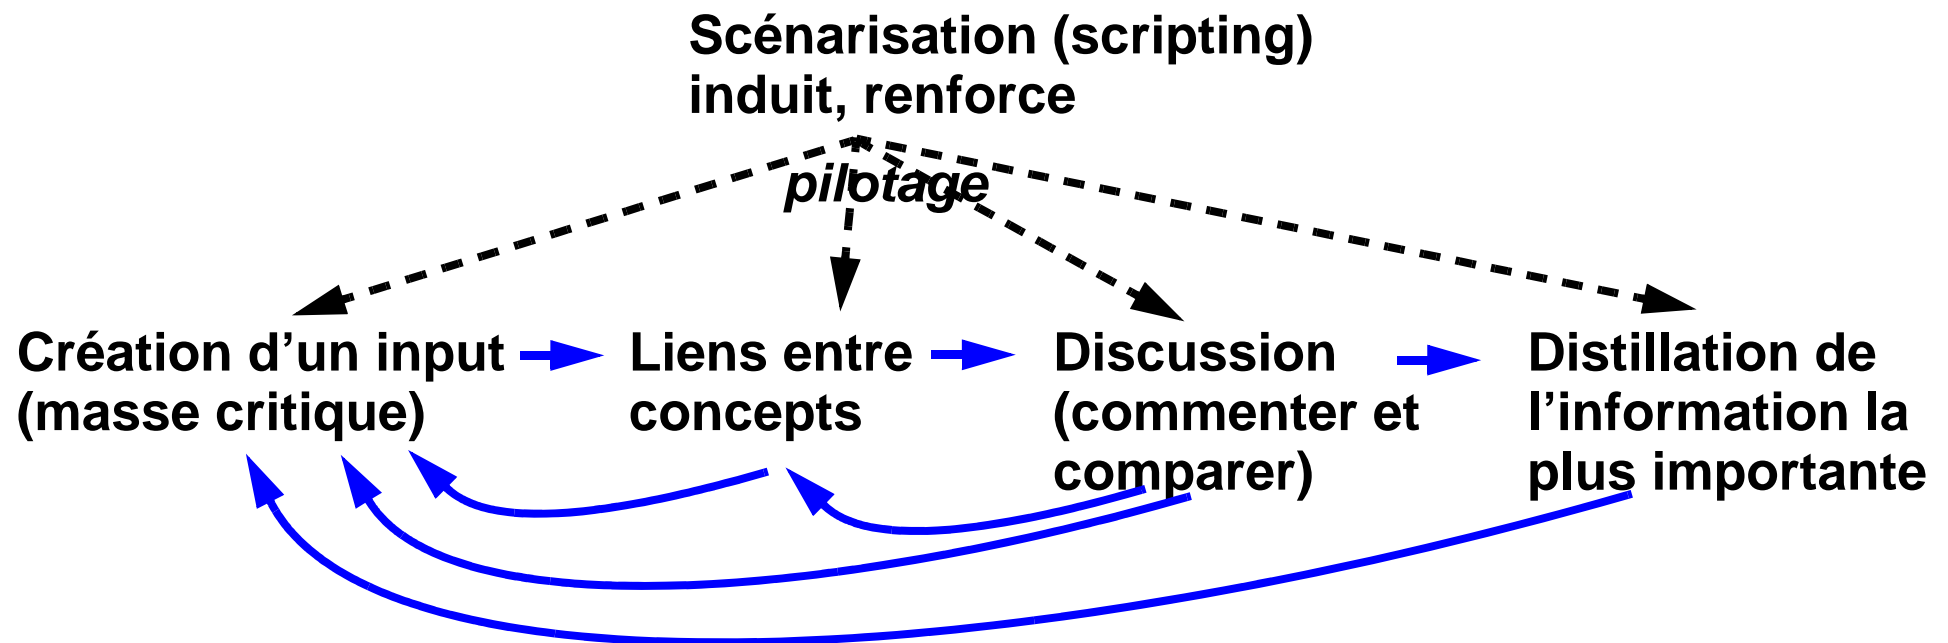 Scénarisation (scripting)
induit, renforce
pilotage
Création d’un input
(masse critique)
Liens entre
concepts
Discussion
(commenter et
comparer)
Distillation de
l’information la
plus importante